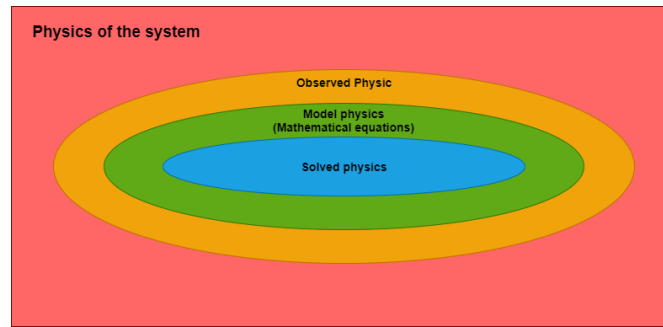 Physics of the system
Observed Physic
Model physics
(Mathematical equations)
Solved physics